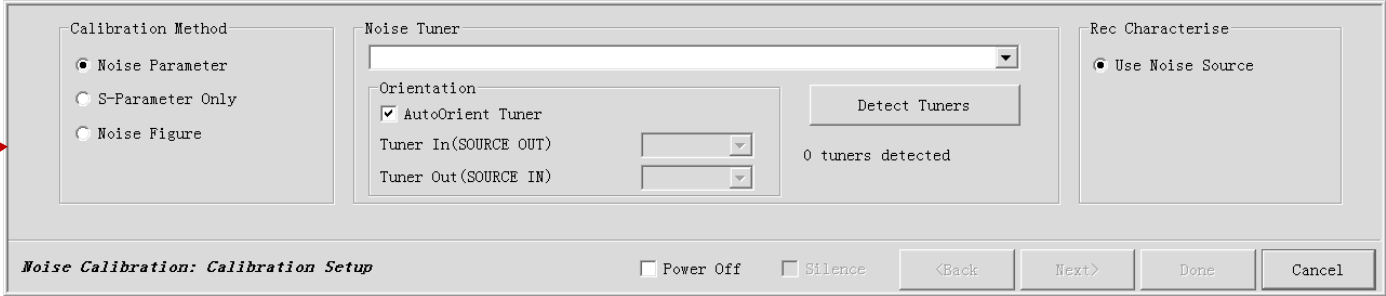 Calibration Method
Noise Parameter
S-Parameter Only
Noise Figure
Noise Tuner
Orientation
AutoOrient Tuner
Tuner In(SOURCE OUT)
Tuner Out(SOURCE IN)
Detect Tuners
0 tuners detected
Rec Characterise
Use Noise Source
Noise Calibration: Calibration Setup
Power Off
Silence
<Back
Next>
Done
Cancel